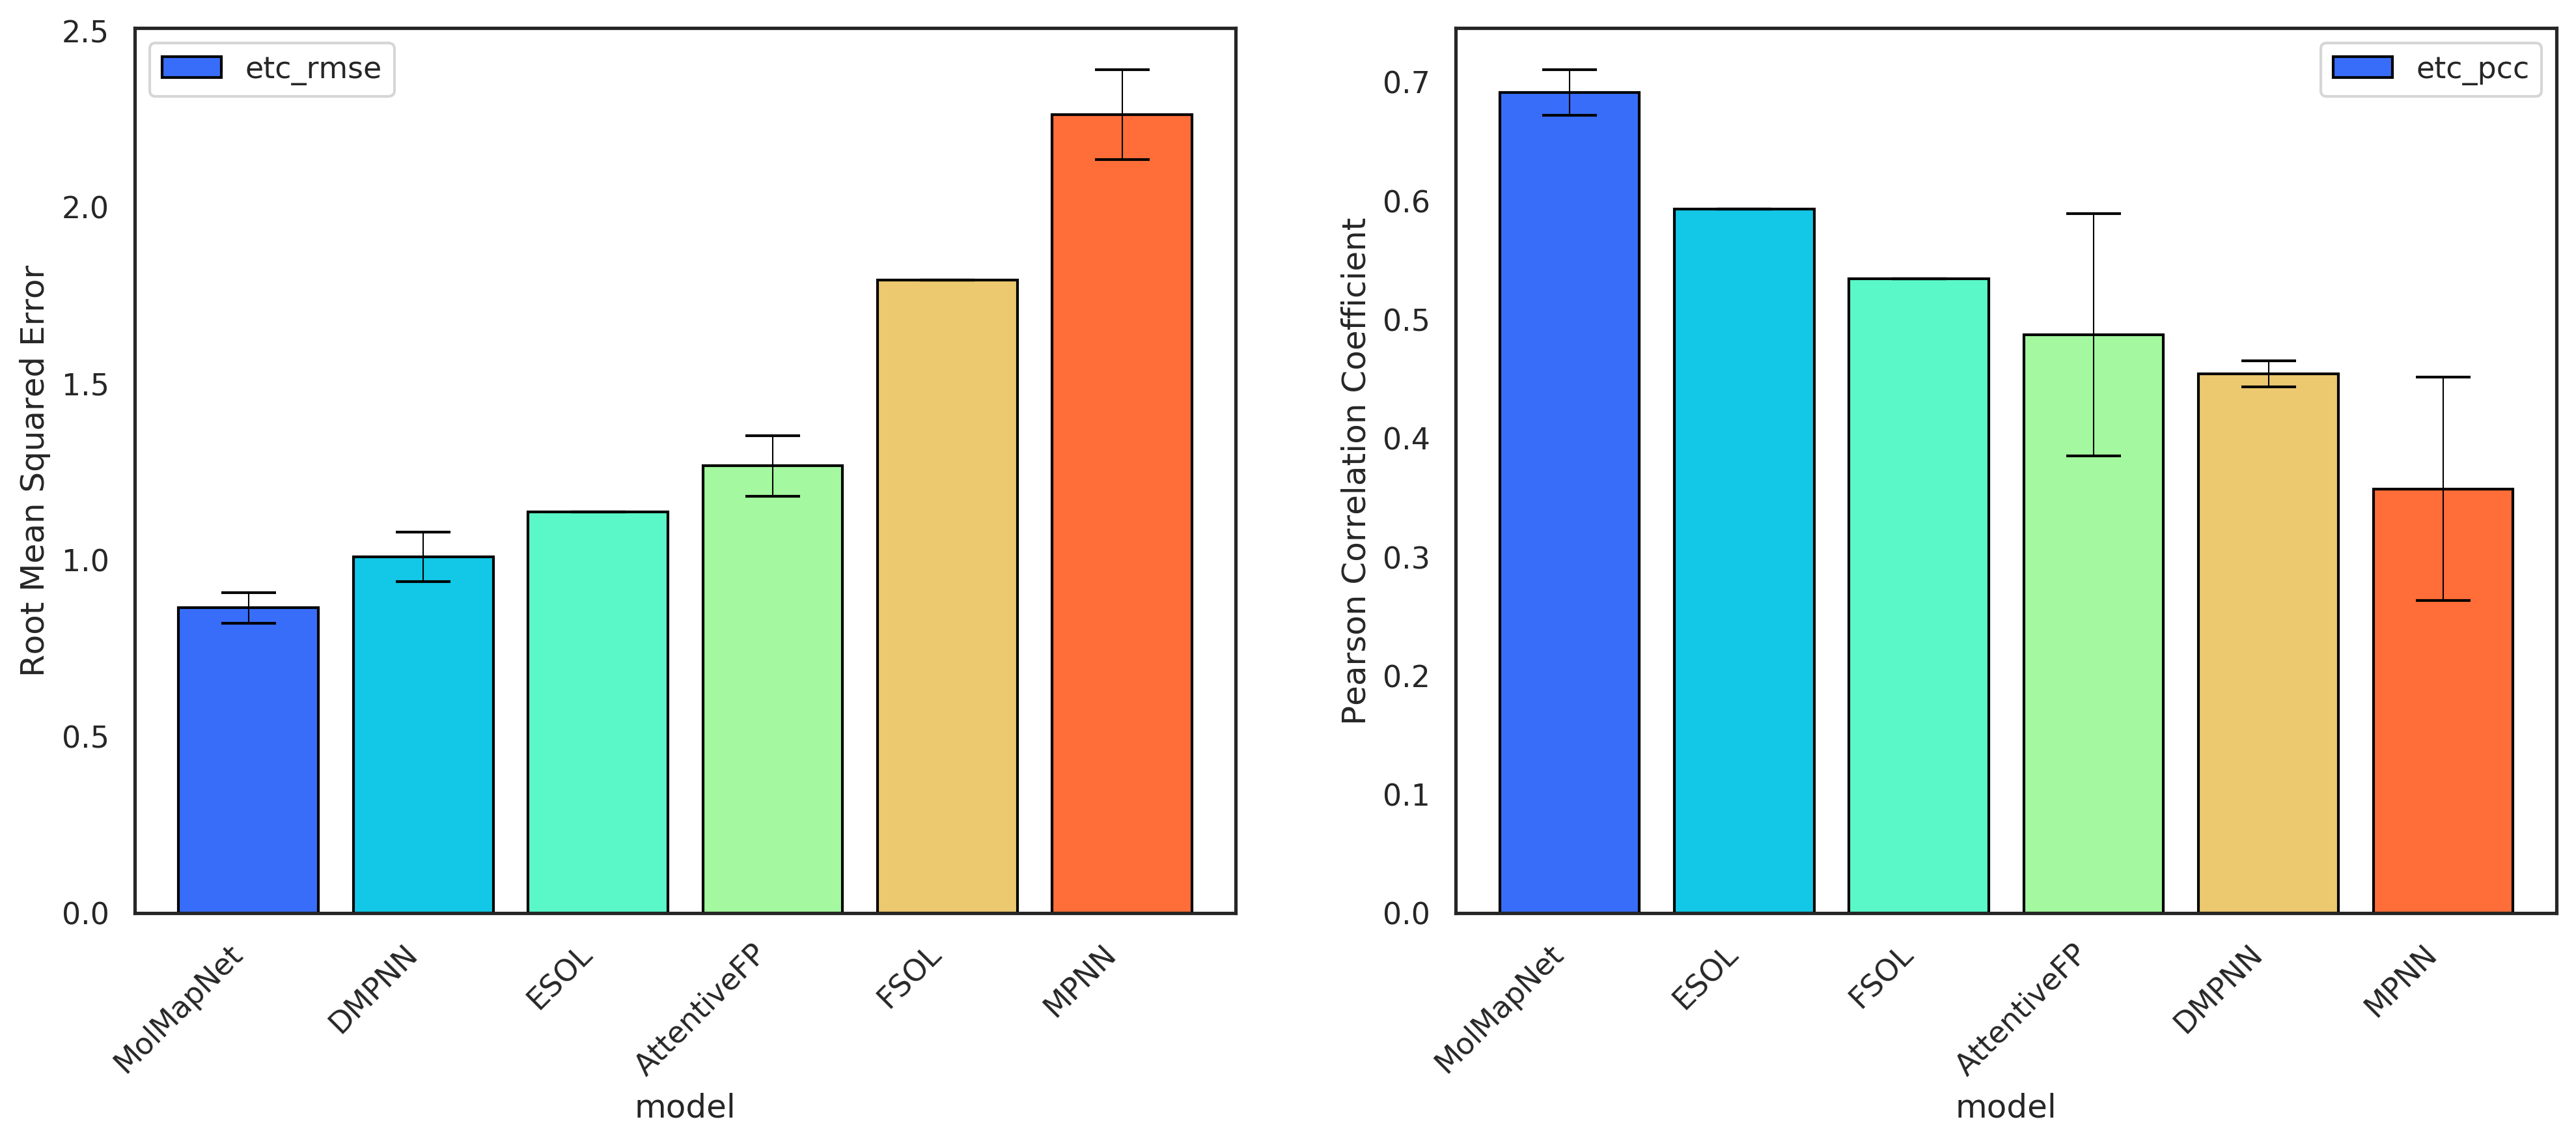 etc_rmse
Root Mean Squared Error
2.5
2.0
1.5
1.0
0.5
0.0
MolMapNet
DMPNN
ESOL
AttentiveFP
FSOL
MPNN
model
etc_pcc
Pearson Correlation Coefficient
0.7
0.6
0.5
0.4
0.3
0.2
0.1
0.0
MolMapNet
ESOL
FSOL
AttentiveFP
DMPNN
MPNN
model